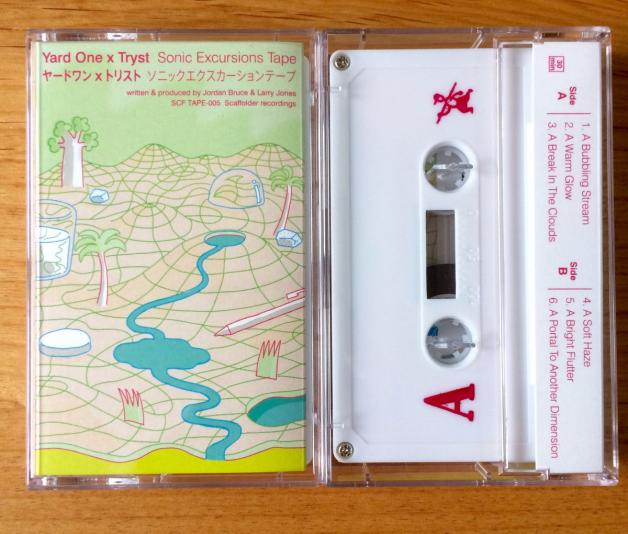 Yard One x Tryst Sonic Excursions Tape
ヤードワン x トリスト ソニックエクスカーションテープ
written & produced by Jordan Bruce & Larry Jones
SCF TAPE-005 Scaffolder recordings
A
30
min
Side
A
1. A Bubbling Stream
2. A Warm Glow
3. A Break In The Clouds
Side
B
4. A Soft Haze
5. A Bright Flutter
6. A Portal To Another Dimension